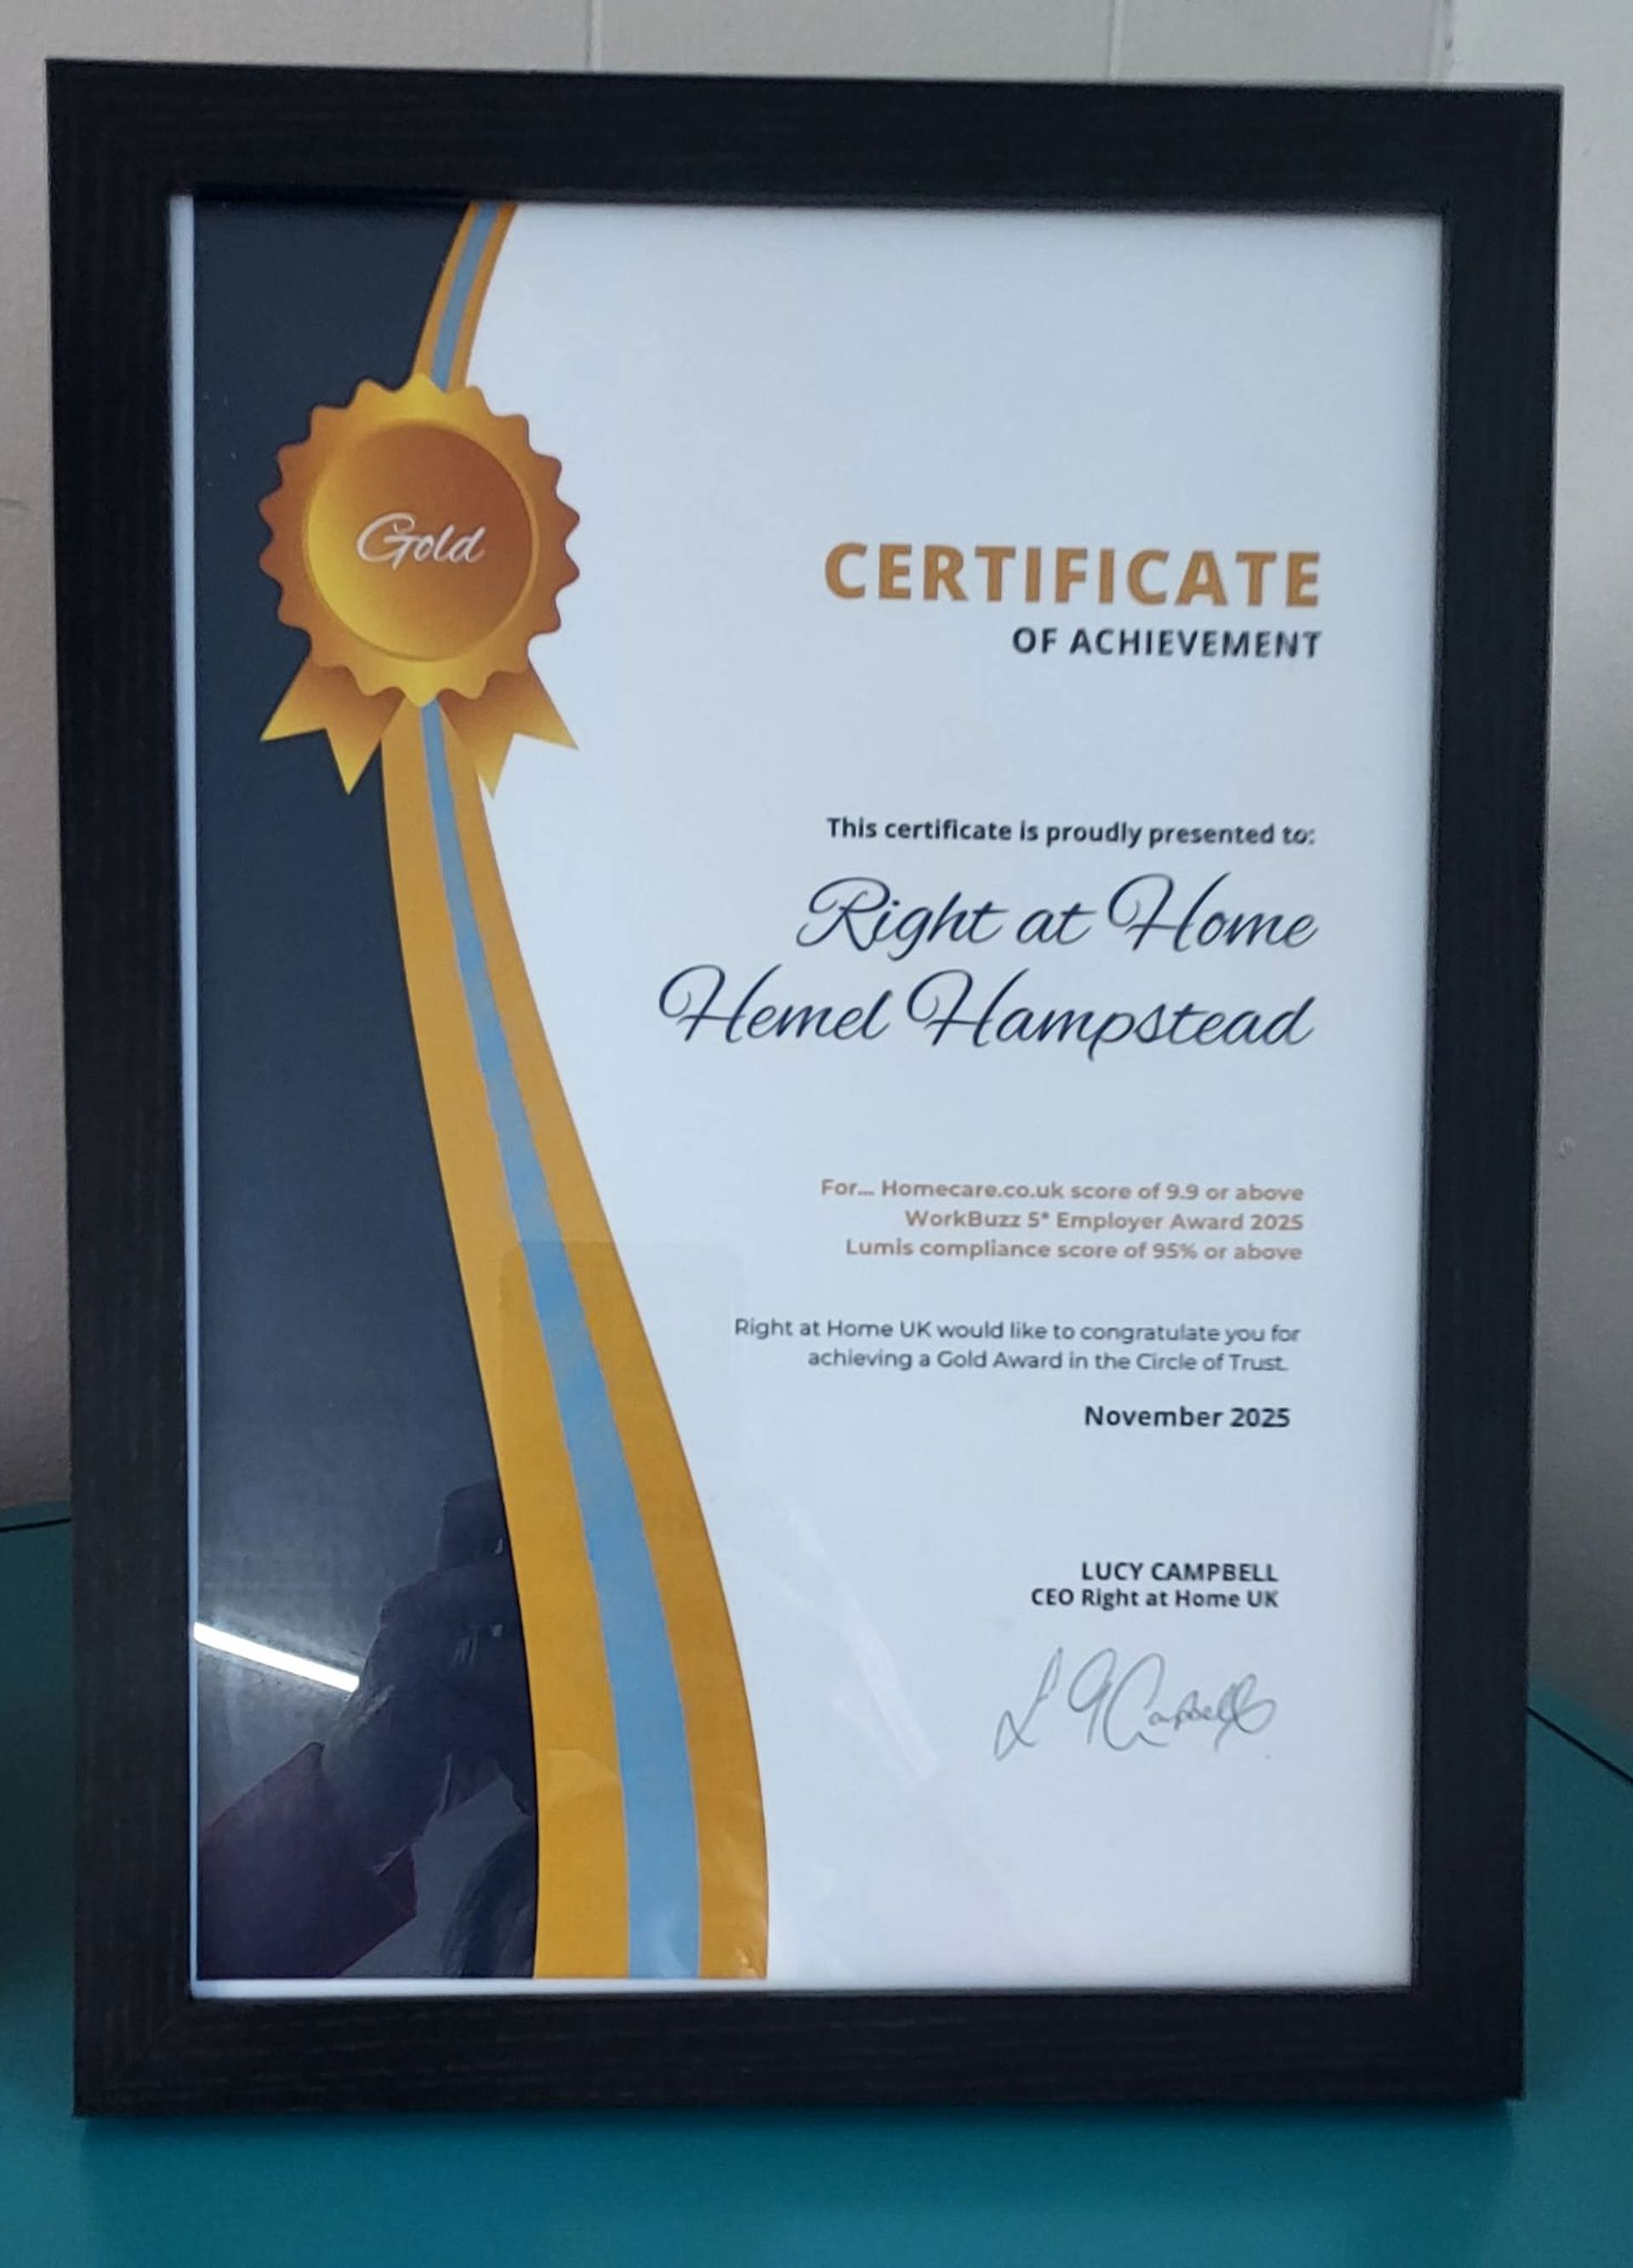 Gold
CERTIFICATE
OF ACHIEVEMENT
This certificate is proudly presented to:
Right at Home
Hemel Hampstead
For... Homecare.co.uk score of 9.9 or above
WorkBuzz 5* Employer Award 2025
Lumis compliance score of 95% or above
Right at Home UK would like to congratulate you for
achieving a Gold Award in the Circle of Trust.
November 2025
LUCY CAMPBELL
CEO Right at Home UK
L G Campbell